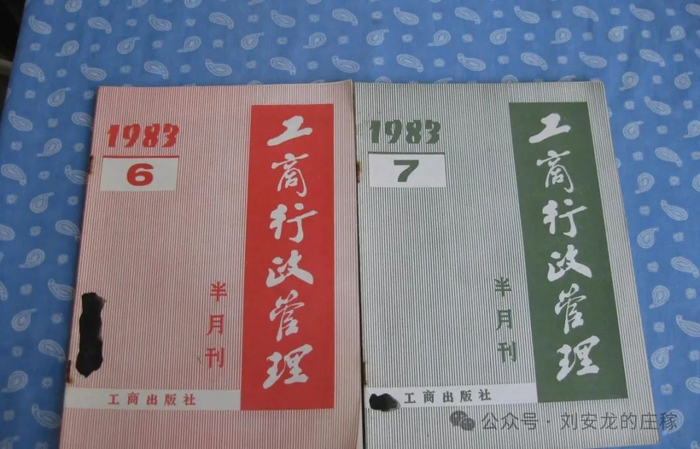 1983
6
工商行政管理
半月刊
工商出版社
1983
7
工商行政管理
半月刊
工商出版社
公众号·刘安龙的庄稼